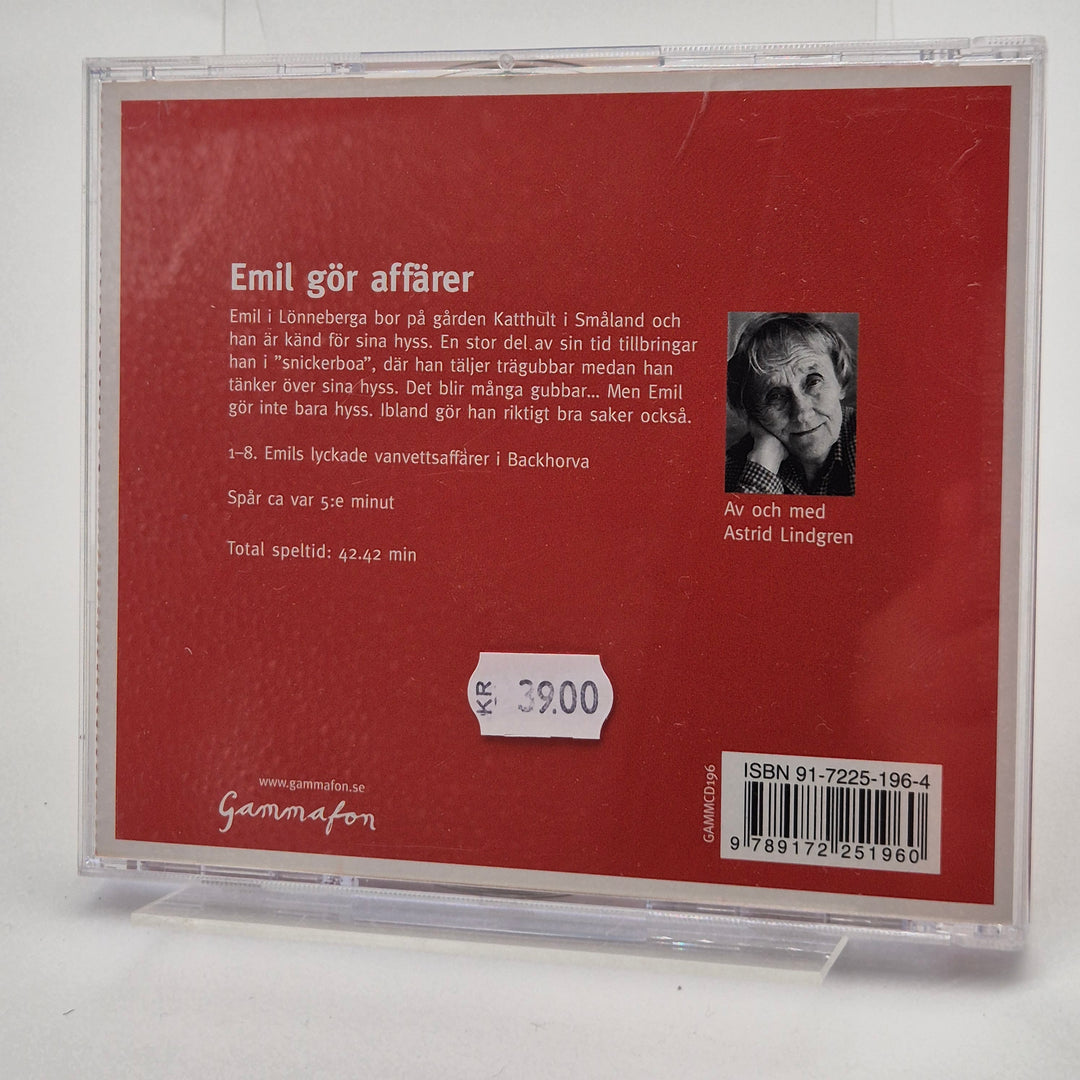 Emil gör affärer
Emil i Lönneberga bor på gården Katthult i Småland och
han är känd för sina hyss. En stor del av sin tid tillbringar
han i ”snickerboa”, där han täljer trägubbar medan han
tänker över sina hyss. Det blir många gubbar... Men Emil
gör inte bara hyss. Ibland gör han riktigt bra saker också.
1–8. Emils lyckade vanvettsaffärer i Backhorva
Spår ca var 5:e minut
Total speltid: 42.42 min
Av och med
Astrid Lindgren
KR 39.00
www.gammafon.se
Gammafon
GAMMCD196
ISBN 91-7225-196-4
9 789172 251960